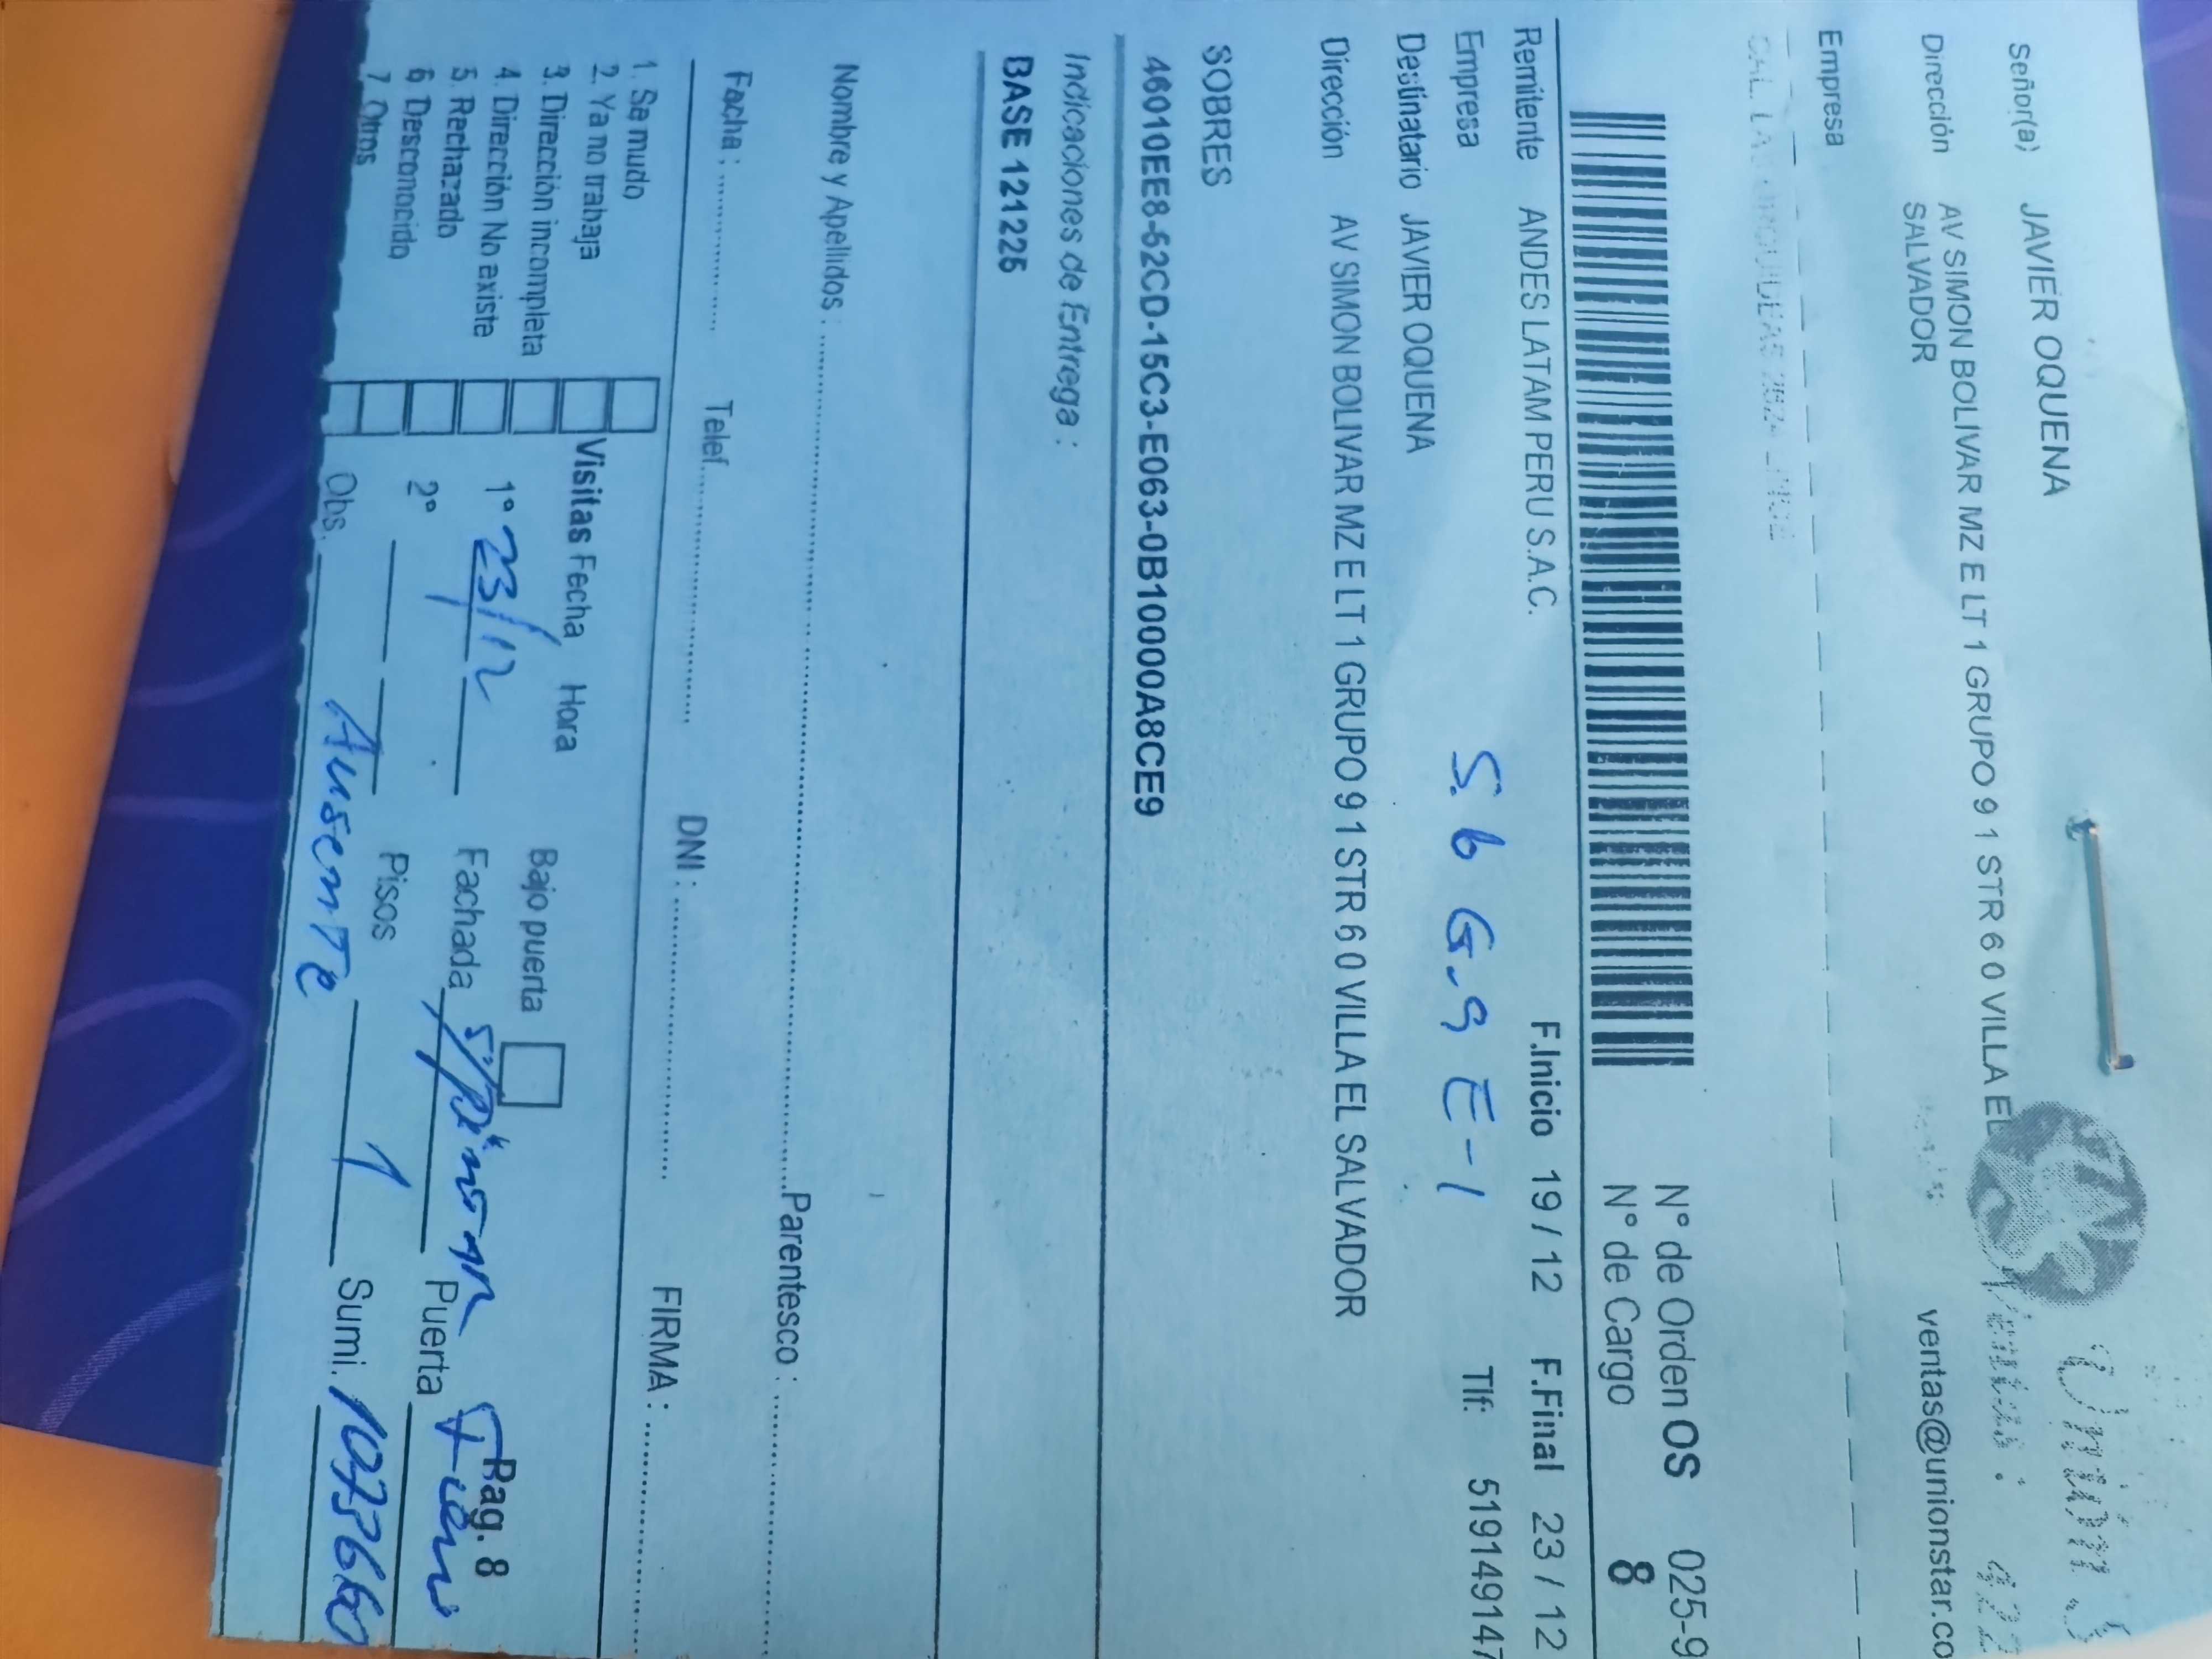 Señor(a) JAVIER OQUENA
Dirección AV SIMON BOLIVAR MZ E LT 1 GRUPO 9 1 STR 6 0 VILLA EL
SALVADOR
ventas@unionstar.co
Empresa
N° de Orden OS 025-9
N° de Cargo 8
Remitente ANDES LATAM PERU S.A.C. F.Inicio 19 / 12 F.Final 23 / 12
Empresa S. 6 G. 9 E-1 Tlf: 519149147
Destinatario JAVIER OQUENA
Dirección AV SIMON BOLIVAR MZ E LT 1 GRUPO 9 1 STR 6 0 VILLA EL SALVADOR
SOBRES
46010EE8-52CD-15C3-E063-0B10000A8CE9
Indicaciones de Entrega :
BASE 121225
Nombre y Apellidos : Parentesco :
Fecha : Telef. DNI : FIRMA :
1. Se mudo
2. Ya no trabaja
3. Dirección incompleta
4. Dirección No existe
5. Rechazado
6. Desconocido
7. Otros
Visitas Fecha Hora
1° 23/12
2°
Obs. Ausente
Bajo puerta
Fachada
Pisos 1
Pag. 8
Puerta
Sumi.